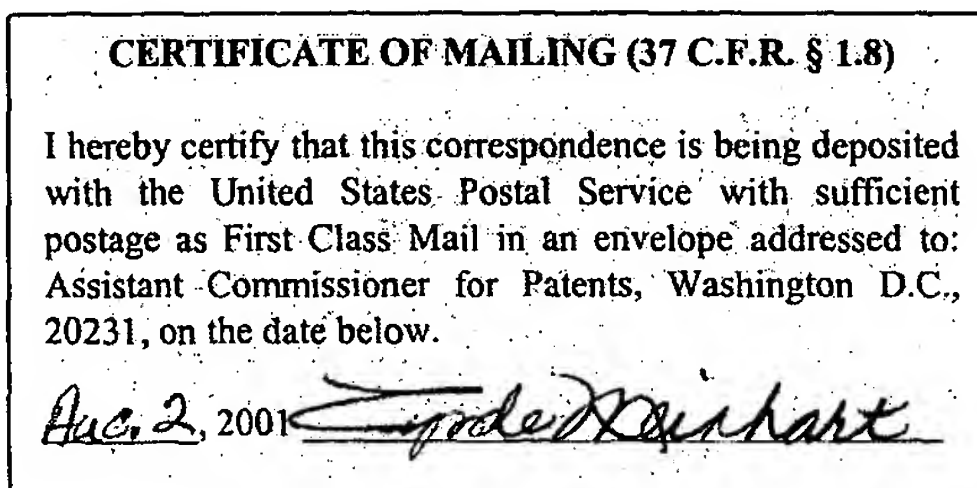 CERTIFICATE OF MAILING (37 C.F.R. § 1.8)
I hereby certify that this correspondence is being deposited
with the United States Postal Service with sufficient
postage as First Class Mail in an envelope addressed to:
Assistant Commissioner for Patents, Washington D.C.,
20231, on the date below.
Aug. 2, 2001 Meinhart